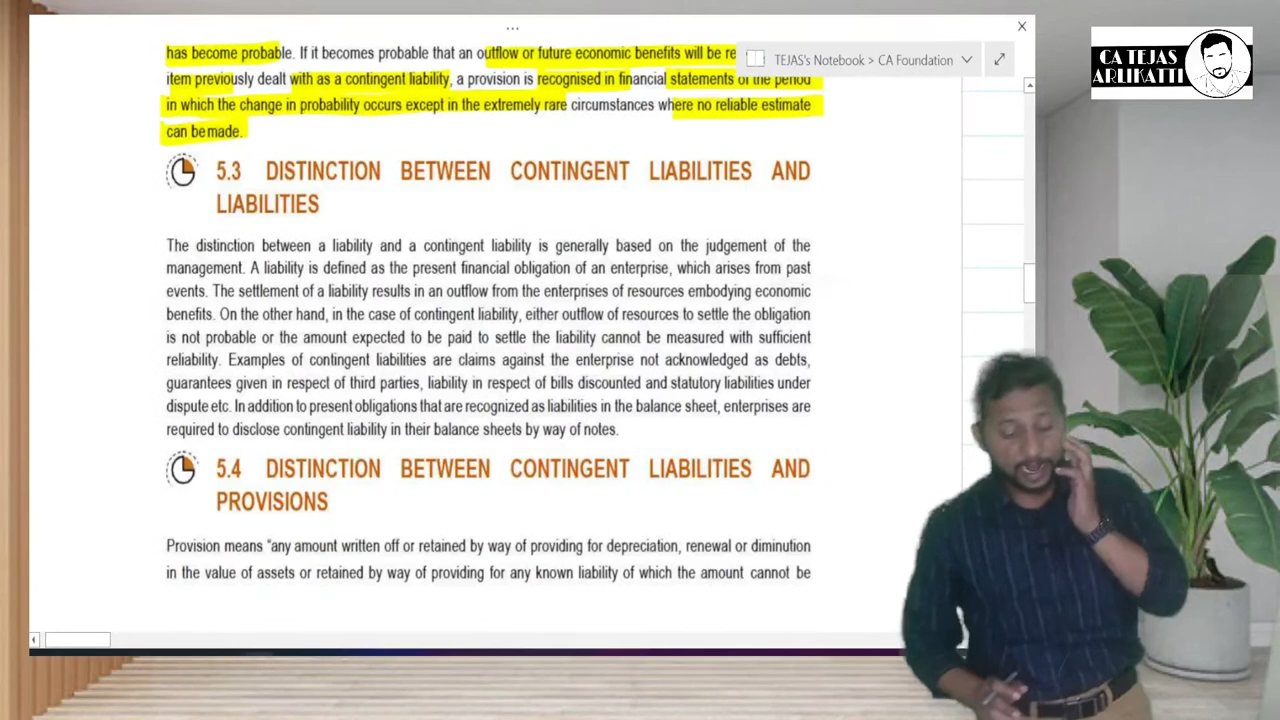 ...
has become probable. If it becomes probable that an outflow or future economic benefits will be re
TEJAS's Notebook > CA Foundation
item previously dealt with as a contingent liability, a provision is recognised in financial statements of the period
in which the change in probability occurs except in the extremely rare circumstances where no reliable estimate
can be made.
5.3 DISTINCTION BETWEEN CONTINGENT LIABILITIES AND
LIABILITIES
The distinction between a liability and a contingent liability is generally based on the judgement of the
management. A liability is defined as the present financial obligation of an enterprise, which arises from past
events. The settlement of a liability results in an outflow from the enterprises of resources embodying economic
benefits. On the other hand, in the case of contingent liability, either outflow of resources to settle the obligation
is not probable or the amount expected to be paid to settle the liability cannot be measured with sufficient
reliability. Examples of contingent liabilities are claims against the enterprise not acknowledged as debts,
guarantees given in respect of third parties, liability in respect of bills discounted and statutory liabilities under
dispute etc. In addition to present obligations that are recognized as liabilities in the balance sheet, enterprises are
required to disclose contingent liability in their balance sheets by way of notes.
5.4 DISTINCTION BETWEEN CONTINGENT LIABILITIES AND
PROVISIONS
Provision means “any amount written off or retained by way of providing for depreciation, renewal or diminution
in the value of assets or retained by way of providing for any known liability of which the amount cannot be
CA TEJAS
ARLIKATTI